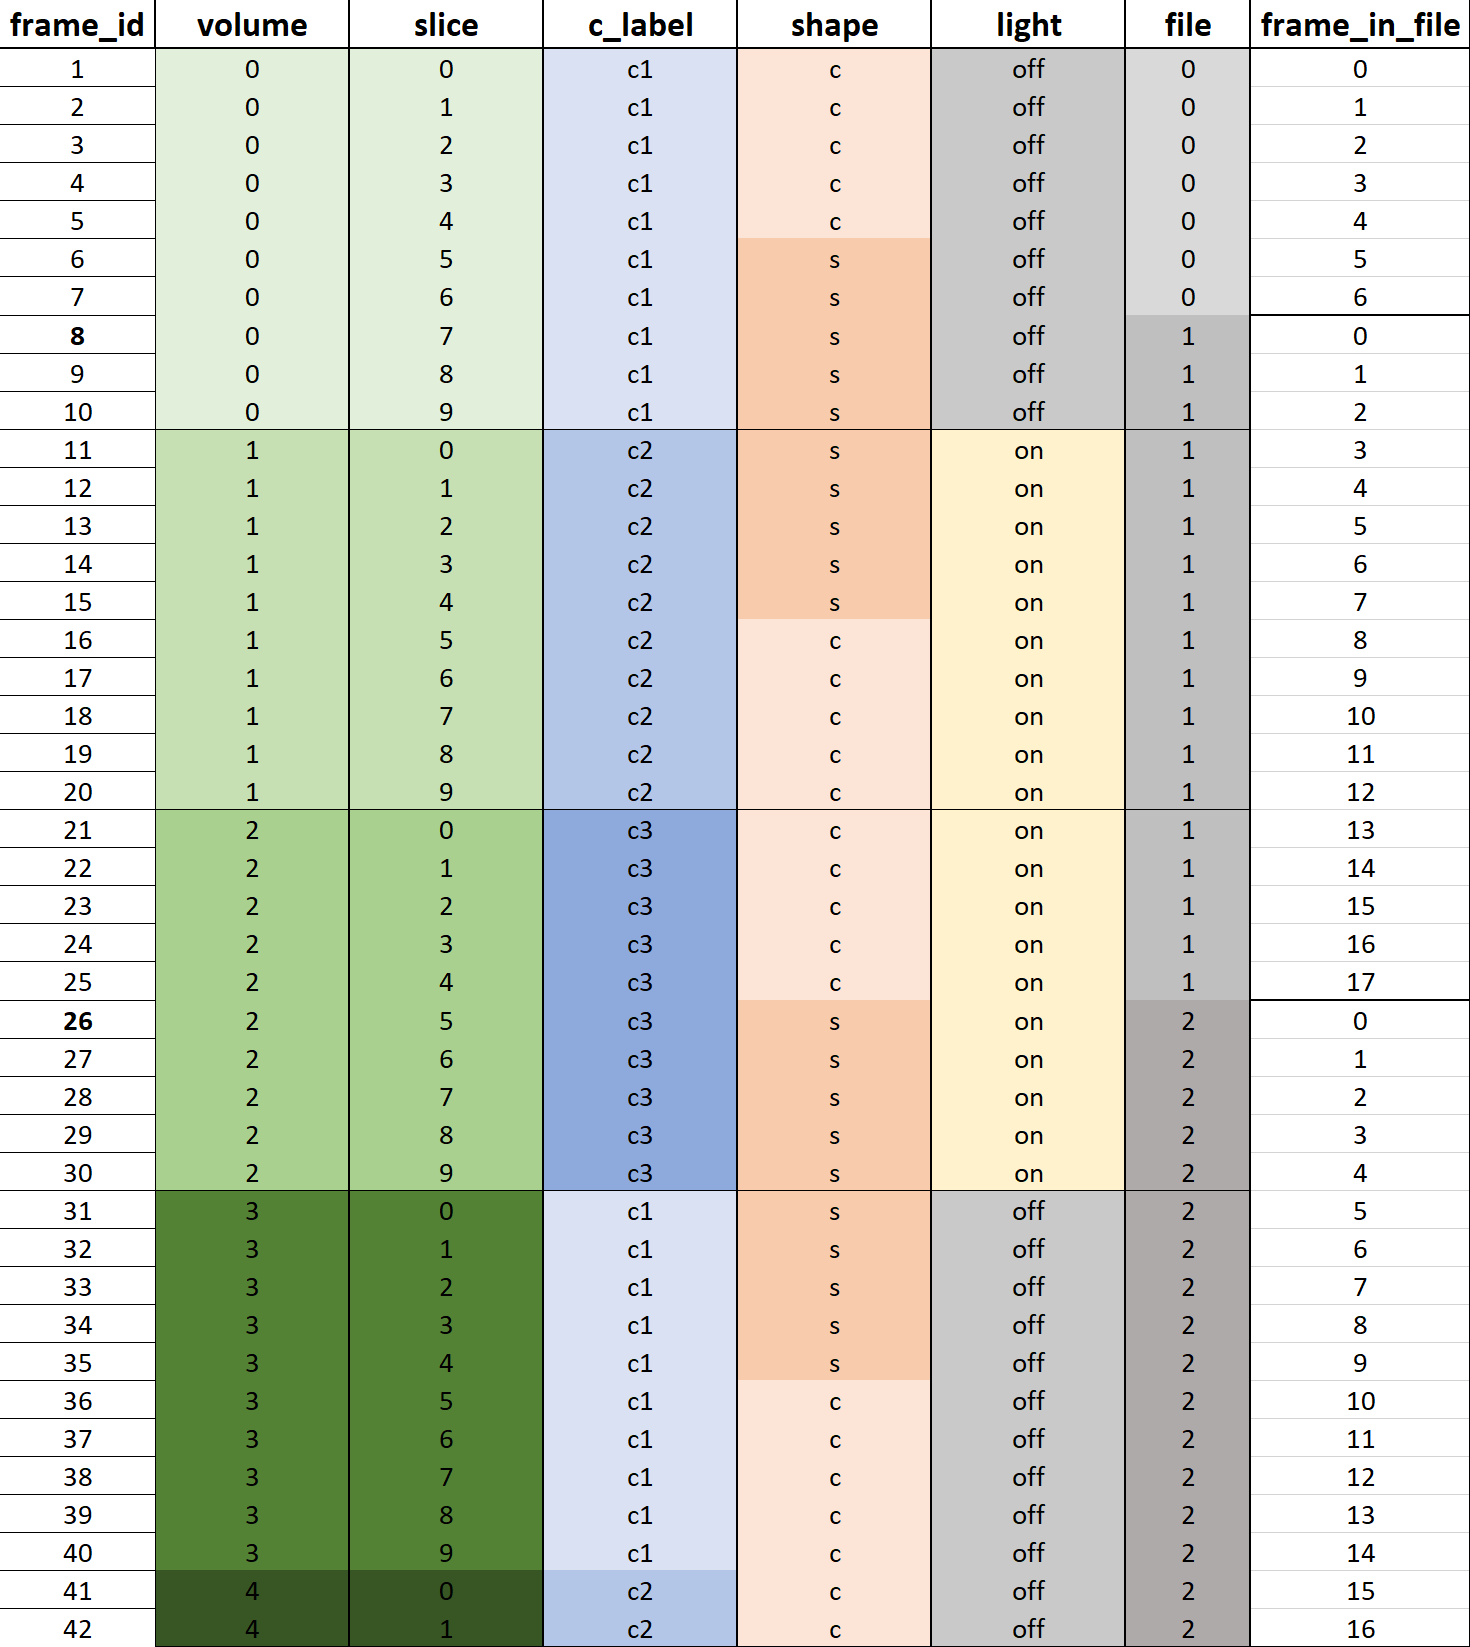 frame_id volume slice c_label shape light file frame_in_file
1 0 0 c1 c off 0 0
2 0 1 c1 c off 0 1
3 0 2 c1 c off 0 2
4 0 3 c1 c off 0 3
5 0 4 c1 c off 0 4
6 0 5 c1 s off 0 5
7 0 6 c1 s off 0 6
8 0 7 c1 s off 1 0
9 0 8 c1 s off 1 1
10 0 9 c1 s off 1 2
11 1 0 c2 s on 1 3
12 1 1 c2 s on 1 4
13 1 2 c2 s on 1 5
14 1 3 c2 s on 1 6
15 1 4 c2 s on 1 7
16 1 5 c2 c on 1 8
17 1 6 c2 c on 1 9
18 1 7 c2 c on 1 10
19 1 8 c2 c on 1 11
20 1 9 c2 c on 1 12
21 2 0 c3 c on 1 13
22 2 1 c3 c on 1 14
23 2 2 c3 c on 1 15
24 2 3 c3 c on 1 16
25 2 4 c3 c on 1 17
26 2 5 c3 s on 2 0
27 2 6 c3 s on 2 1
28 2 7 c3 s on 2 2
29 2 8 c3 s on 2 3
30 2 9 c3 s on 2 4
31 3 0 c1 s off 2 5
32 3 1 c1 s off 2 6
33 3 2 c1 s off 2 7
34 3 3 c1 s off 2 8
35 3 4 c1 s off 2 9
36 3 5 c1 c off 2 10
37 3 6 c1 c off 2 11
38 3 7 c1 c off 2 12
39 3 8 c1 c off 2 13
40 3 9 c1 c off 2 14
41 4 0 c2 c off 2 15
42 4 1 c2 c off 2 16